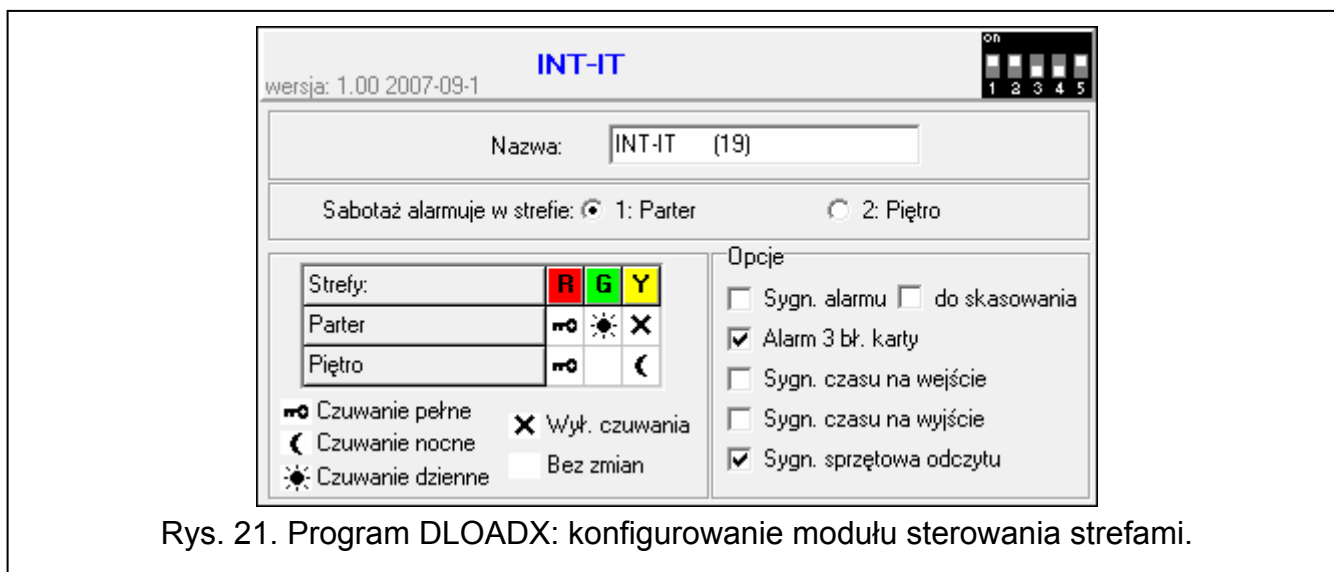 INT-IT
on
wersja: 1.00 2007-09-1
1 2 3 4 5
Nazwa: INT-IT (19)
Sabotaż alarmuje w strefie: 1: Parter 2: Piętro
Strefy: R G Y
Parter
Piętro
Czuwanie pełne
Czuwanie nocne
Czuwanie dzienne
Wył. czuwania
Bez zmian
Opcje
Sygn. alarmu do skasowania
Alarm 3 bł. karty
Sygn. czasu na wejście
Sygn. czasu na wyjście
Sygn. sprzętowa odczytu
Rys. 21. Program DLOADX: konfigurowanie modułu sterowania strefami.